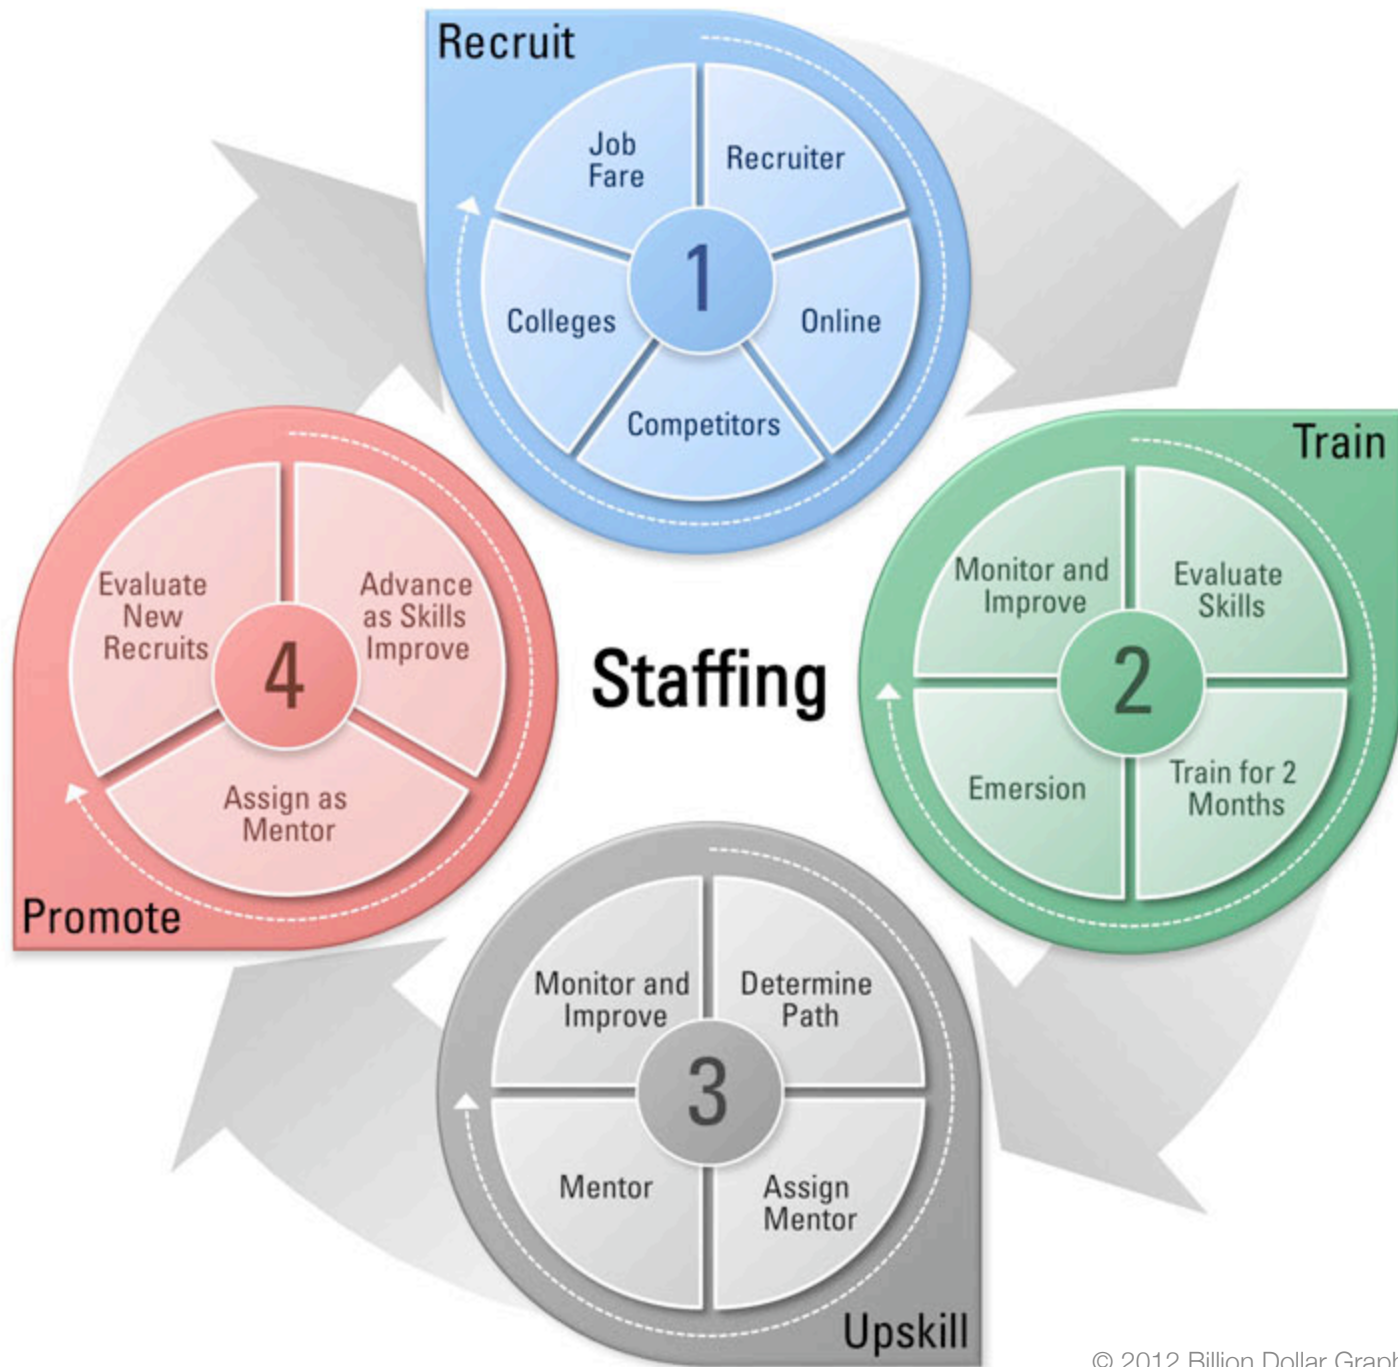 Recruit
Job
Fare
Recruiter
Colleges
1
Online
Competitors
Train
Monitor and
Improve
Evaluate
Skills
2
Emersion
Train for 2
Months
Staffing
Upskill
Monitor and
Improve
Determine
Path
3
Mentor
Assign
Mentor
Promote
Evaluate
New
Recruits
Advance
as Skills
Improve
4
Assign as
Mentor
© 2012 Billion Dollar